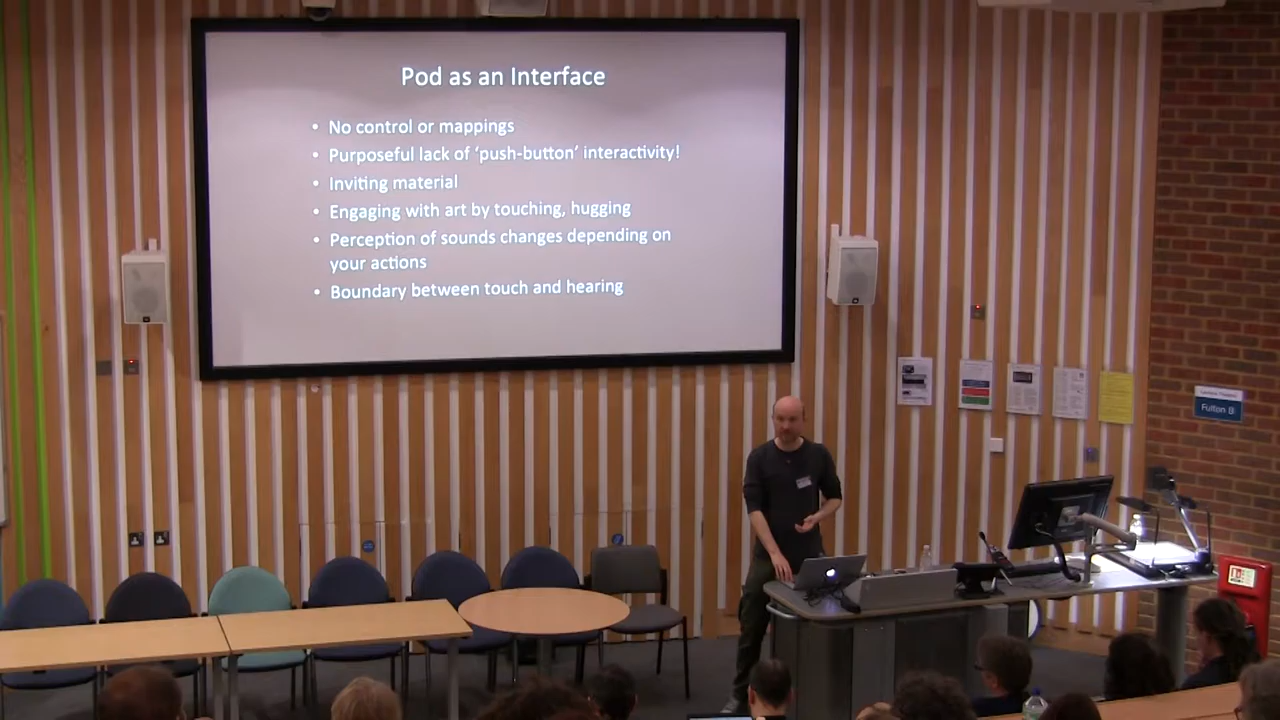 Pod as an Interface
• No control or mappings
• Purposeful lack of ‘push-button’ interactivity!
• Inviting material
• Engaging with art by touching, hugging
• Perception of sounds changes depending on
your actions
• Boundary between touch and hearing
Fulton B